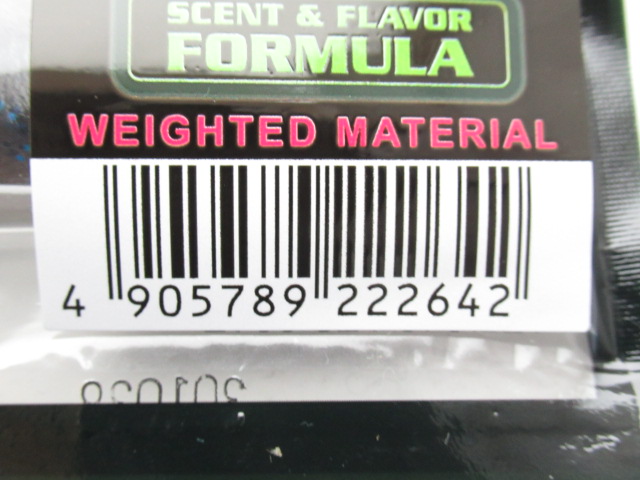 SCENT & FLAVOR
FORMULA
WEIGHTED MATERIAL
4 905789 222642